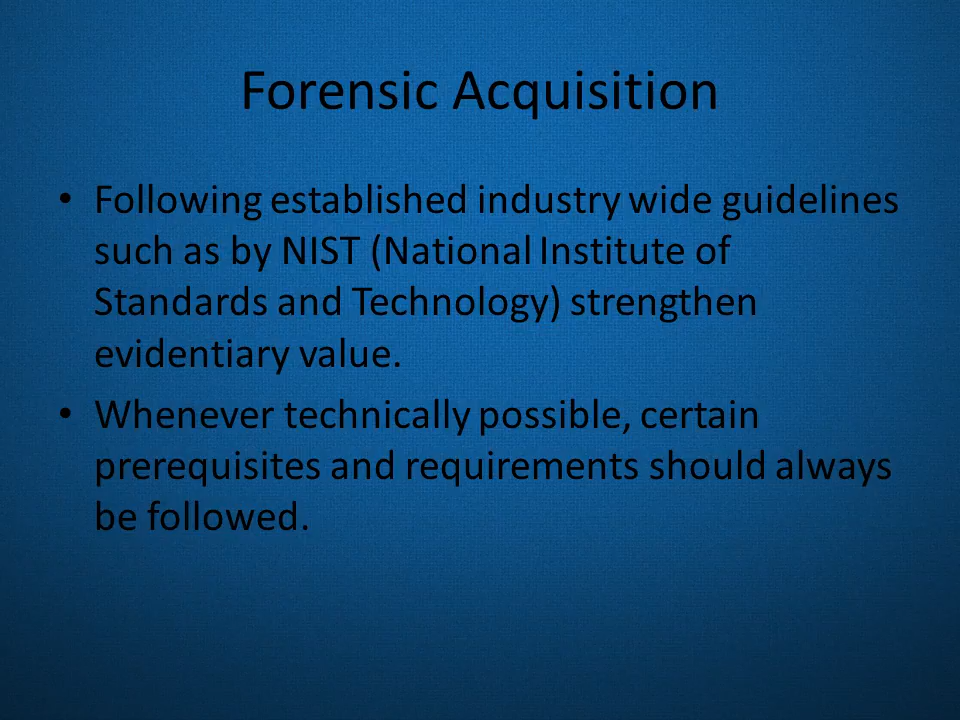 Forensic Acquisition
• Following established industry wide guidelines
such as by NIST (National Institute of
Standards and Technology) strengthen
evidentiary value.
• Whenever technically possible, certain
prerequisites and requirements should always
be followed.